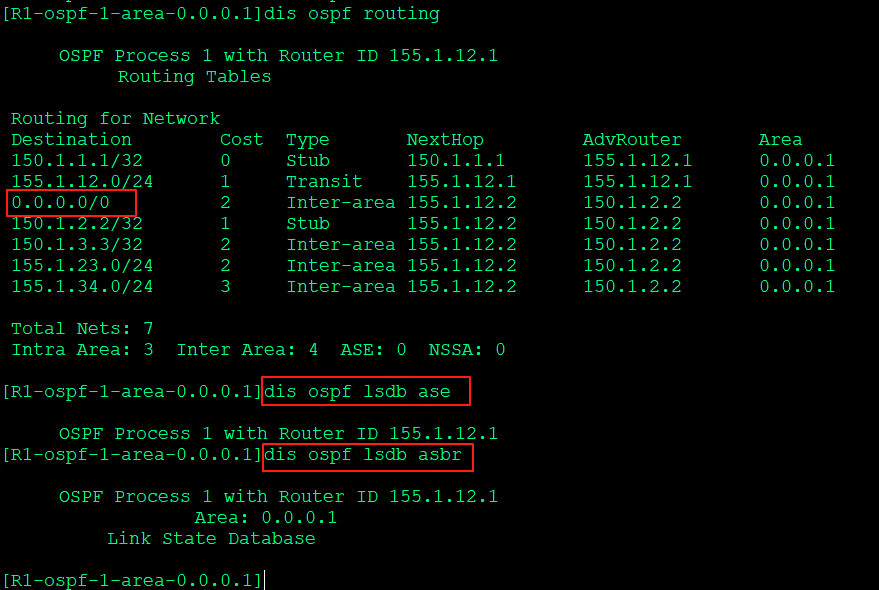 [R1-ospf-1-area-0.0.0.1]dis ospf routing
OSPF Process 1 with Router ID 155.1.12.1
Routing Tables
Routing for Network
Destination Cost Type NextHop AdvRouter Area
150.1.1.1/32 0 Stub 150.1.1.1 155.1.12.1 0.0.0.1
155.1.12.0/24 1 Transit 155.1.12.1 155.1.12.1 0.0.0.1
0.0.0.0/0 2 Inter-area 155.1.12.2 150.1.2.2 0.0.0.1
150.1.2.2/32 1 Stub 155.1.12.2 150.1.2.2 0.0.0.1
150.1.3.3/32 2 Inter-area 155.1.12.2 150.1.2.2 0.0.0.1
155.1.23.0/24 2 Inter-area 155.1.12.2 150.1.2.2 0.0.0.1
155.1.34.0/24 3 Inter-area 155.1.12.2 150.1.2.2 0.0.0.1
Total Nets: 7
Intra Area: 3 Inter Area: 4 ASE: 0 NSSA: 0
[R1-ospf-1-area-0.0.0.1]dis ospf lsdb ase
OSPF Process 1 with Router ID 155.1.12.1
[R1-ospf-1-area-0.0.0.1]dis ospf lsdb asbr
OSPF Process 1 with Router ID 155.1.12.1
Area: 0.0.0.1
Link State Database
[R1-ospf-1-area-0.0.0.1]